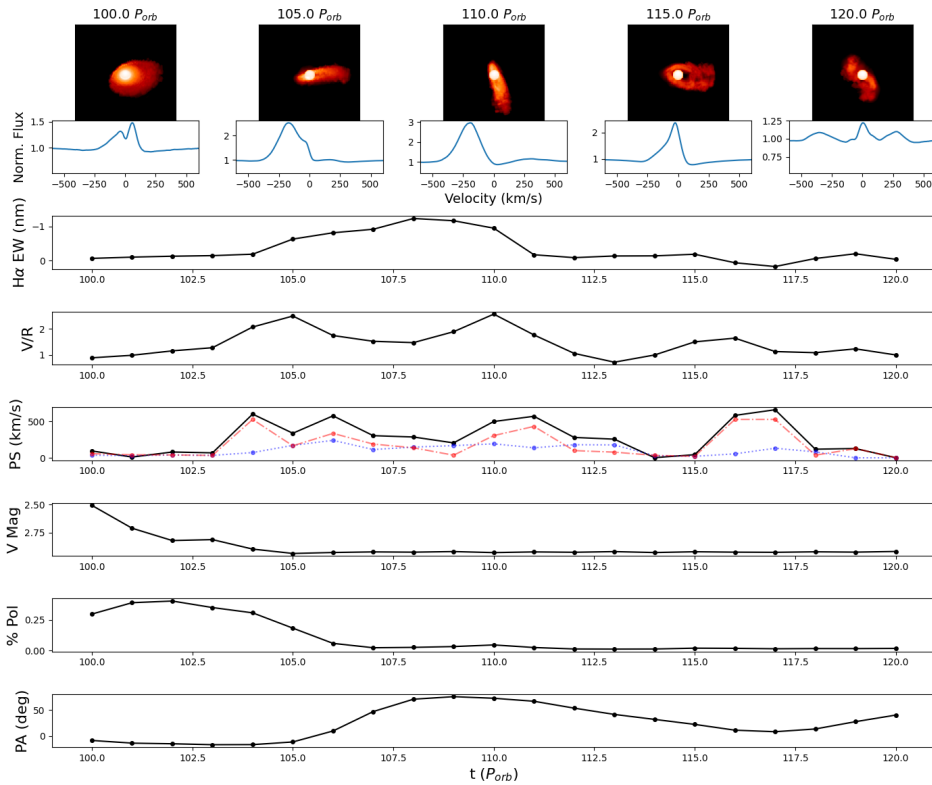 100.0 P_orb 105.0 P_orb 110.0 P_orb 115.0 P_orb 120.0 P_orb
Norm. Flux
1.5
1.0
2
1
3
2
1
2
1
1.25
1.00
0.75
−500 −250 0 250 500 −500 −250 0 250 500 −500 −250 0 250 500 −500 −250 0 250 500 −500 −250 0 250 500
Velocity (km/s)
Hα EW (nm)
−1
0
100.0 102.5 105.0 107.5 110.0 112.5 115.0 117.5 120.0
V/R
2
1
100.0 102.5 105.0 107.5 110.0 112.5 115.0 117.5 120.0
PS (km/s)
500
0
100.0 102.5 105.0 107.5 110.0 112.5 115.0 117.5 120.0
V Mag
2.50
2.75
100.0 102.5 105.0 107.5 110.0 112.5 115.0 117.5 120.0
% Pol
0.25
0.00
100.0 102.5 105.0 107.5 110.0 112.5 115.0 117.5 120.0
PA (deg)
50
0
100.0 102.5 105.0 107.5 110.0 112.5 115.0 117.5 120.0
t (P_orb)